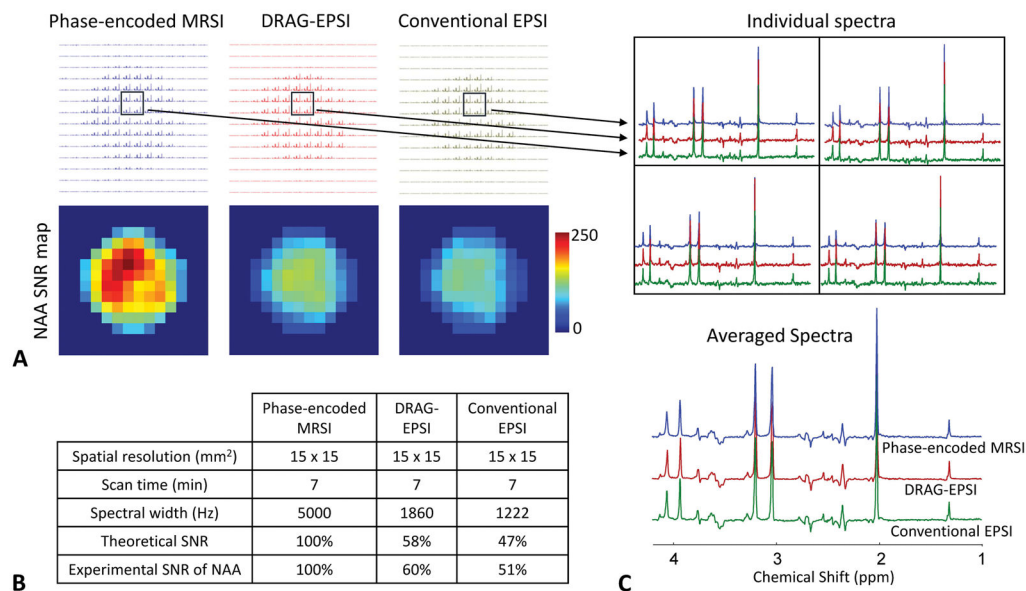 A
Phase-encoded MRSI
DRAG-EPSI
Conventional EPSI
NAA SNR map
250
0
Individual spectra
B
Phase-encoded MRSI
DRAG-EPSI
Conventional EPSI
Spatial resolution (mm²)
15 x 15
15 x 15
15 x 15
Scan time (min)
7
7
7
Spectral width (Hz)
5000
1860
1222
Theoretical SNR
100%
58%
47%
Experimental SNR of NAA
100%
60%
51%
Averaged Spectra
Phase-encoded MRSI
DRAG-EPSI
Conventional EPSI
4
3
2
1
Chemical Shift (ppm)
C